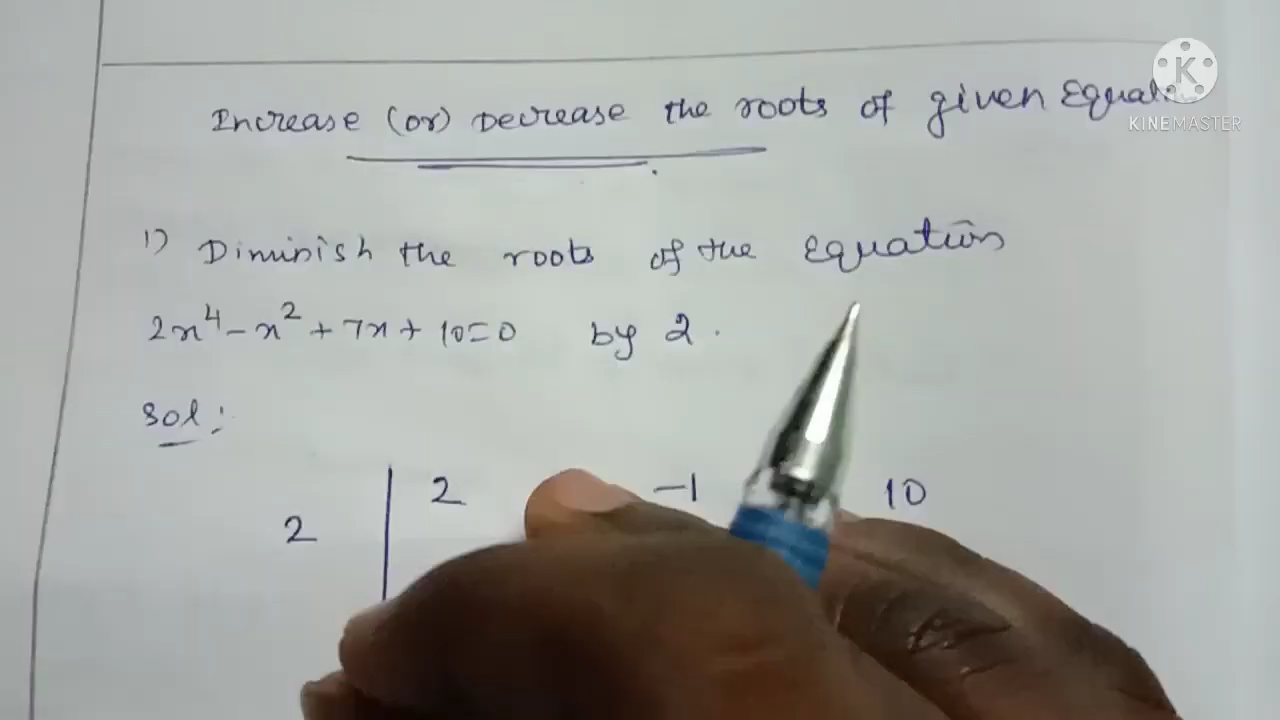 Increase (or) Decrease the roots of given Equati
KINEMASTER
1) Diminish the roots of the Equation
2x⁴-x²+7x+10=0 by 2.
Sol:
2 -1 10
2